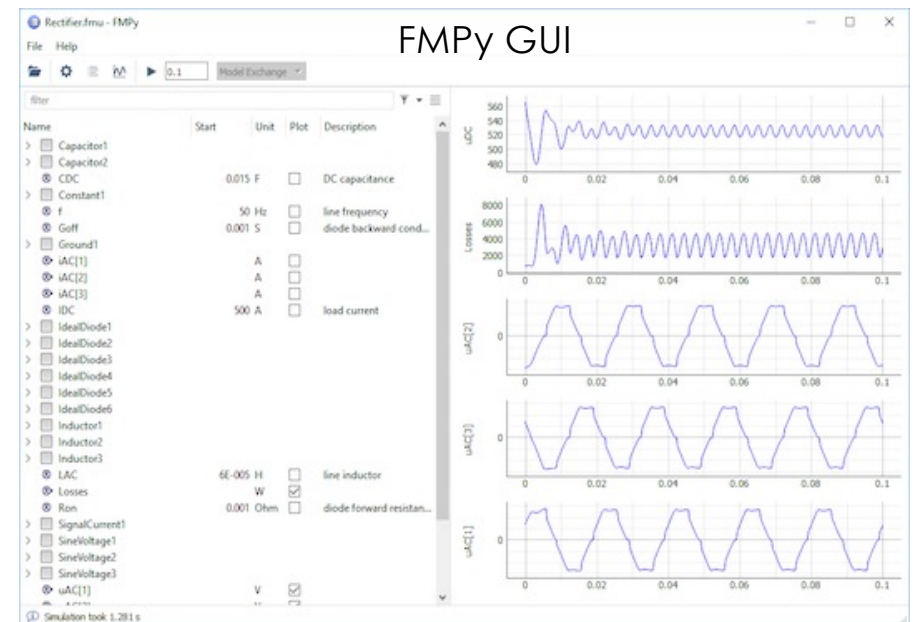 Rectifier.fmu - FMPy
FMPy GUI
File Help
0.1 Model Exchange
filter
Name Start Unit Plot Description
Capacitor1
Capacitor2
CDC 0.015 F DC capacitance
Constant1
f 50 Hz line frequency
Goff 0.001 S diode backward cond...
Ground1
iAC[1] A
iAC[2] A
iAC[3] A
IDC 500 A load current
IdealDiode1
IdealDiode2
IdealDiode3
IdealDiode4
IdealDiode5
IdealDiode6
Inductor1
Inductor2
Inductor3
LAC 6E-005 H line inductor
Losses W
Ron 0.001 Ohm diode forward resistan...
SignalCurrent1
SineVoltage1
SineVoltage2
SineVoltage3
uAC[1] V
Simulation took 1.281 s
uDC
560
540
520
500
480
0 0.02 0.04 0.06 0.08 0.1
Losses
8000
6000
4000
2000
0
0 0.02 0.04 0.06 0.08 0.1
uAC[2]
0
0 0.02 0.04 0.06 0.08 0.1
uAC[3]
0
0 0.02 0.04 0.06 0.08 0.1
uAC[1]
0
0 0.02 0.04 0.06 0.08 0.1